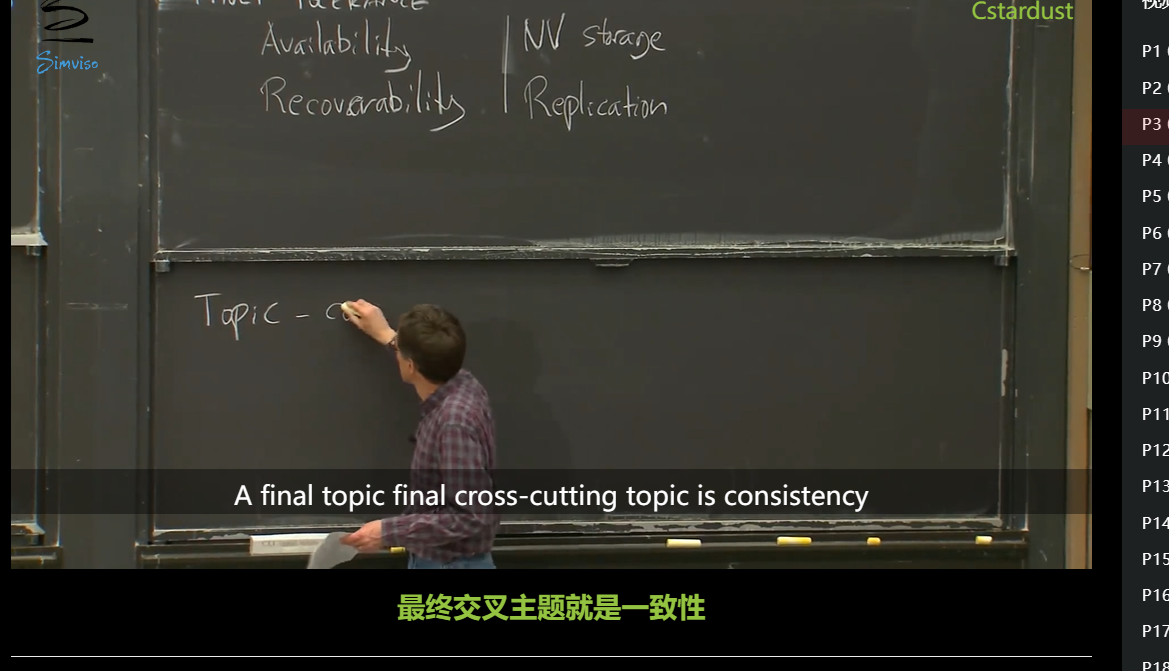 Cstardust
Simviso
Availability
NV storage
Recoverability
Replication
Topic - co
A final topic final cross-cutting topic is consistency
最终交叉主题就是一致性
P1
P2
P3
P4
P5
P6
P7
P8
P9
P10
P11
P12
P13
P14
P15
P16
P17
P18